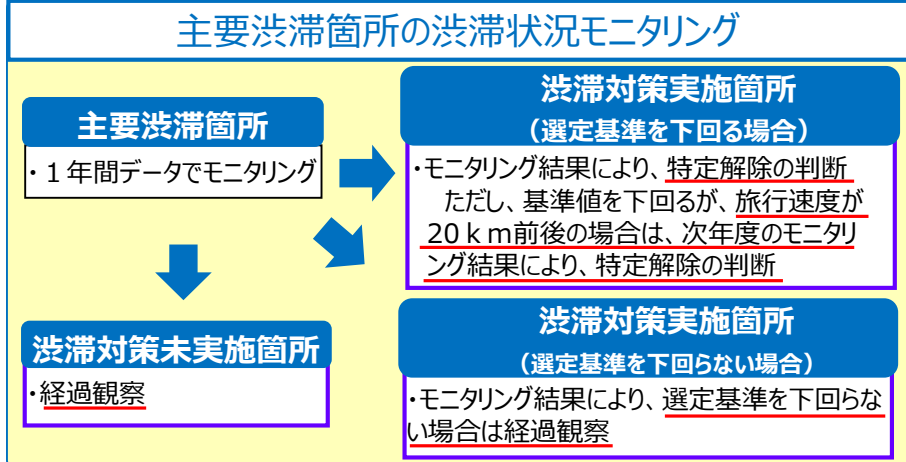 主要渋滞箇所の渋滞状況モニタリング
主要渋滞箇所
・１年間データでモニタリング
渋滞対策実施箇所
（選定基準を下回る場合）
・モニタリング結果により、特定解除の判断
ただし、基準値を下回るが、旅行速度が
20ｋｍ前後の場合は、次年度のモニタリ
ング結果により、特定解除の判断
渋滞対策未実施箇所
・経過観察
渋滞対策実施箇所
（選定基準を下回らない場合）
・モニタリング結果により、選定基準を下回らな
い場合は経過観察